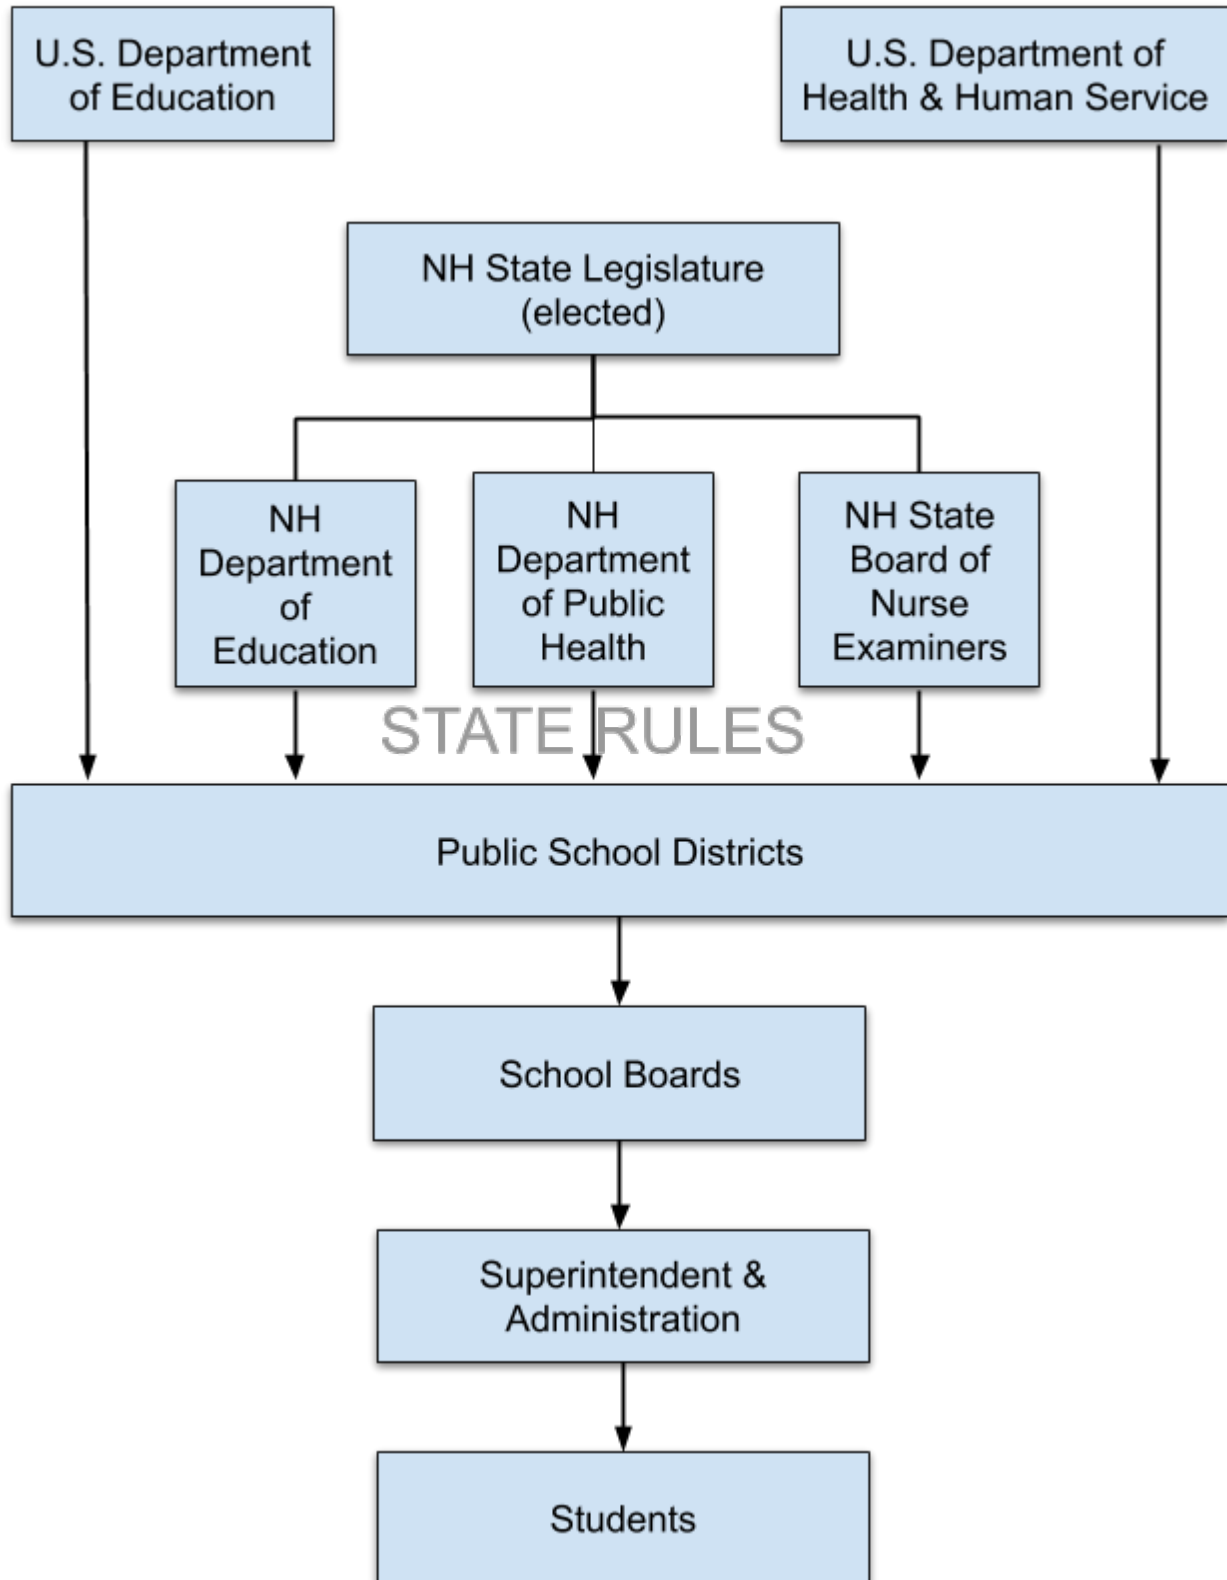 U.S. Department
of Education
U.S. Department of
Health & Human Service
NH State Legislature
(elected)
NH
Department
of
Education
NH
Department
of Public
Health
NH State
Board of
Nurse
Examiners
STATE RULES
Public School Districts
School Boards
Superintendent &
Administration
Students